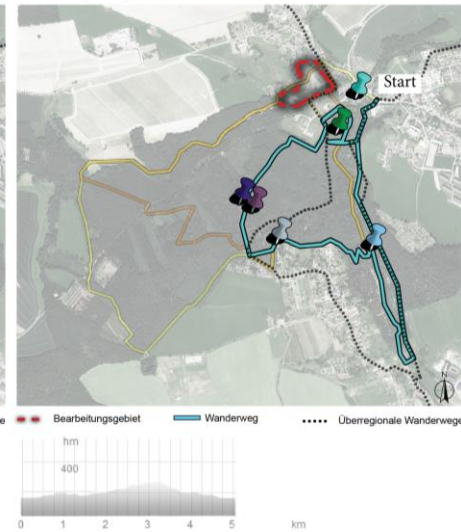 Start
N
e
Bearbeitungsgebiet Wanderweg Überregionale Wanderwege
hm
400
0 1 2 3 4 5 km